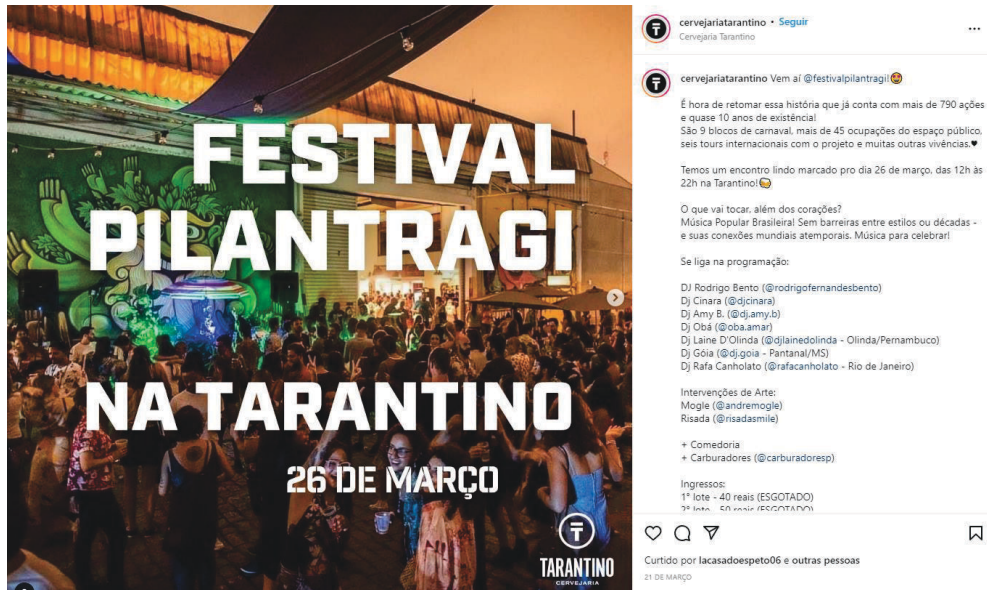 FESTIVAL
PILANTRAGI
NA TARANTINO
26 DE MARÇO
TARANTINO
CERVEJARIA
cervejariatarantino • Seguir
Cervejaria Tarantino
cervejariatarantino Vem aí @festivalpilantragi!🤩
É hora de retomar essa história que já conta com mais de 790 ações
e quase 10 anos de existência!
São 9 blocos de carnaval, mais de 45 ocupações do espaço público,
seis tours internacionais com o projeto e muitas outras vivências.♥
Temos um encontro lindo marcado pro dia 26 de março, das 12h às
22h na Tarantino!🍻
O que vai tocar, além dos corações?
Música Popular Brasileira! Sem barreiras entre estilos ou décadas -
e suas conexões mundiais atemporais. Música para celebrar!
Se liga na programação:
DJ Rodrigo Bento (@rodrigofernandesbento)
Dj Cinara (@djcinara)
Dj Amy B. (@dj.amy.b)
Dj Obá (@oba.amar)
Dj Laine D'Olinda (@djlainedolinda - Olinda/Pernambuco)
Dj Góia (@dj.goia - Pantanal/MS)
Dj Rafa Canholato (@rafacanholato - Rio de Janeiro)
Intervenções de Arte:
Mogle (@andremogle)
Risada (@risadasmile)
+ Comedoria
+ Carburadores (@carburadoresp)
Ingressos:
1° lote - 40 reais (ESGOTADO)
2° lote - 50 reais (ESGOTADO)
Curtido por lacasadoespeto06 e outras pessoas
21 DE MARÇO